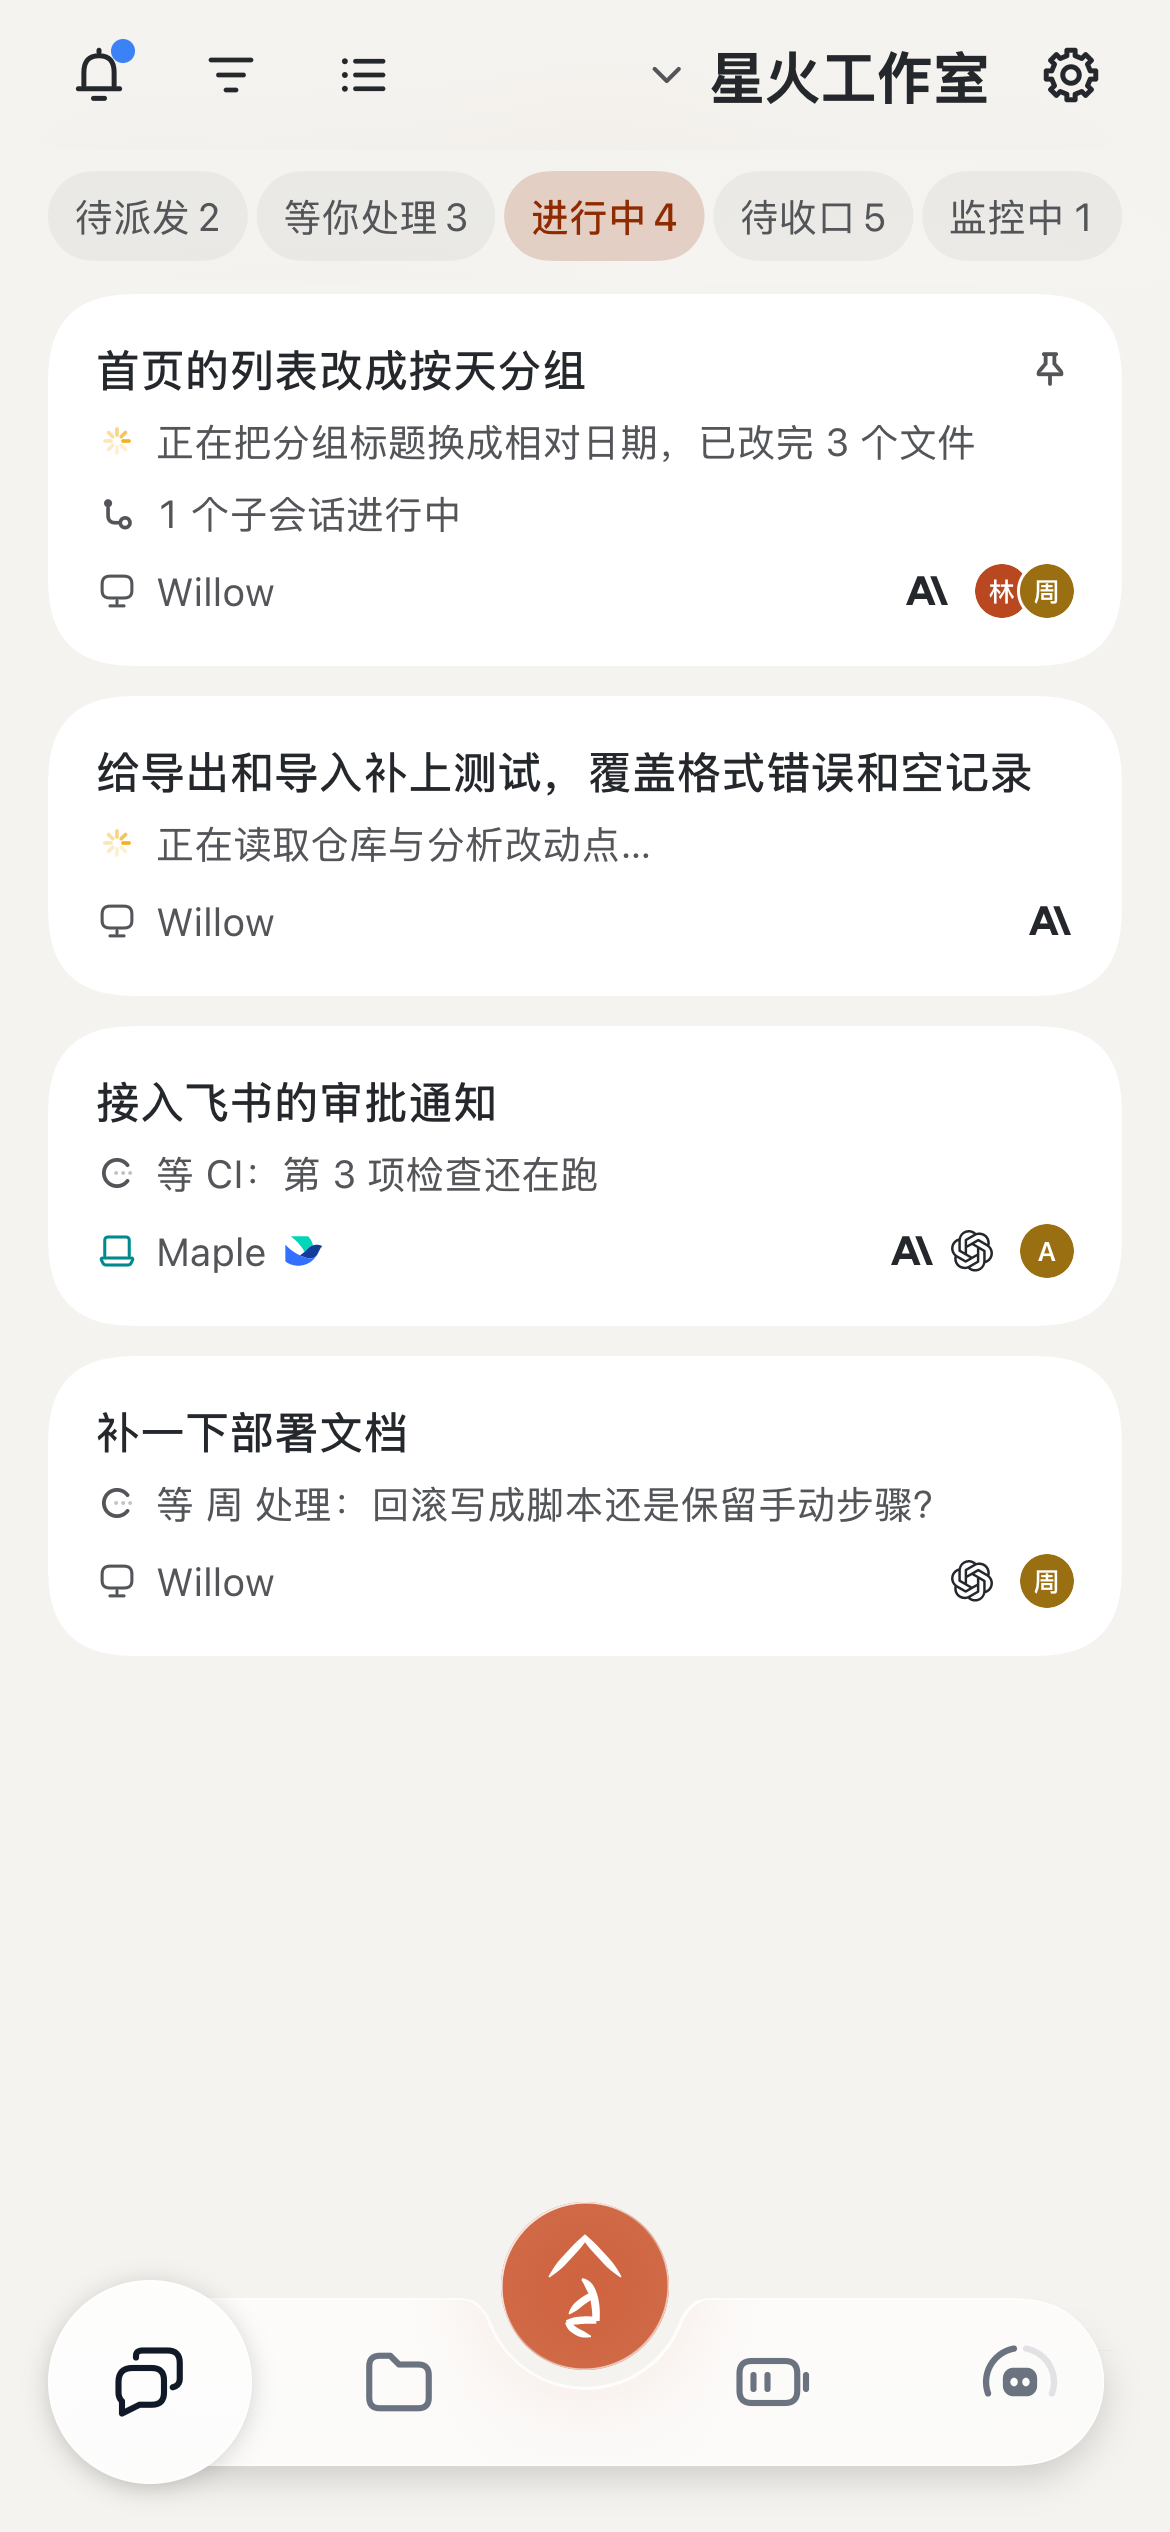 星火工作室
待派发 2
等你处理 3
进行中 4
待收口 5
监控中 1
首页的列表改成按天分组
正在把分组标题换成相对日期，已改完 3 个文件
1 个子会话进行中
Willow
林
周
给导出和导入补上测试，覆盖格式错误和空记录
正在读取仓库与分析改动点...
Willow
接入飞书的审批通知
等 CI：第 3 项检查还在跑
Maple
A
补一下部署文档
等 周 处理：回滚写成脚本还是保留手动步骤?
Willow
周